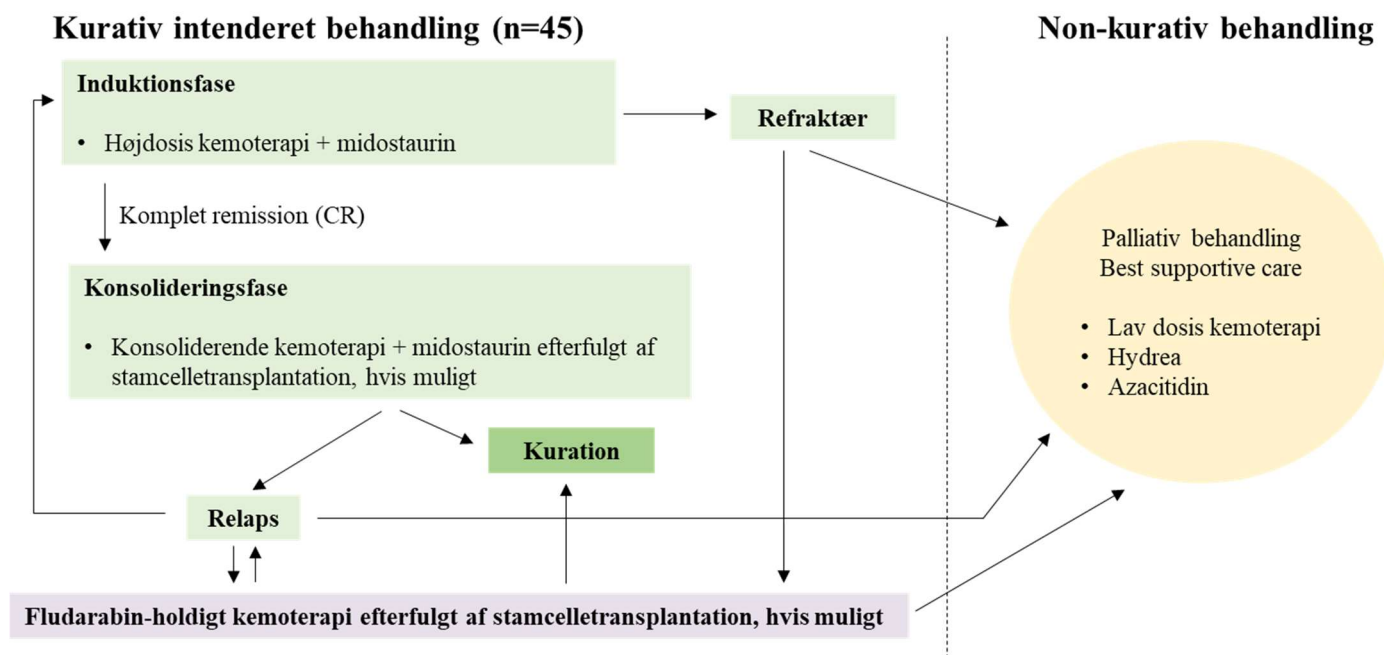 Kurativ intenderet behandling (n=45)
Non-kurativ behandling
Induktionsfase
• Højdosis kemoterapi + midostaurin
Refraktær
Komplet remission (CR)
Konsolideringsfase
• Konsoliderende kemoterapi + midostaurin efterfulgt af
stamcelletransplantation, hvis muligt
Palliativ behandling
Best supportive care
• Lav dosis kemoterapi
• Hydrea
• Azacitidin
Kuration
Relaps
Fludarabin-holdigt kemoterapi efterfulgt af stamcelletransplantation, hvis muligt